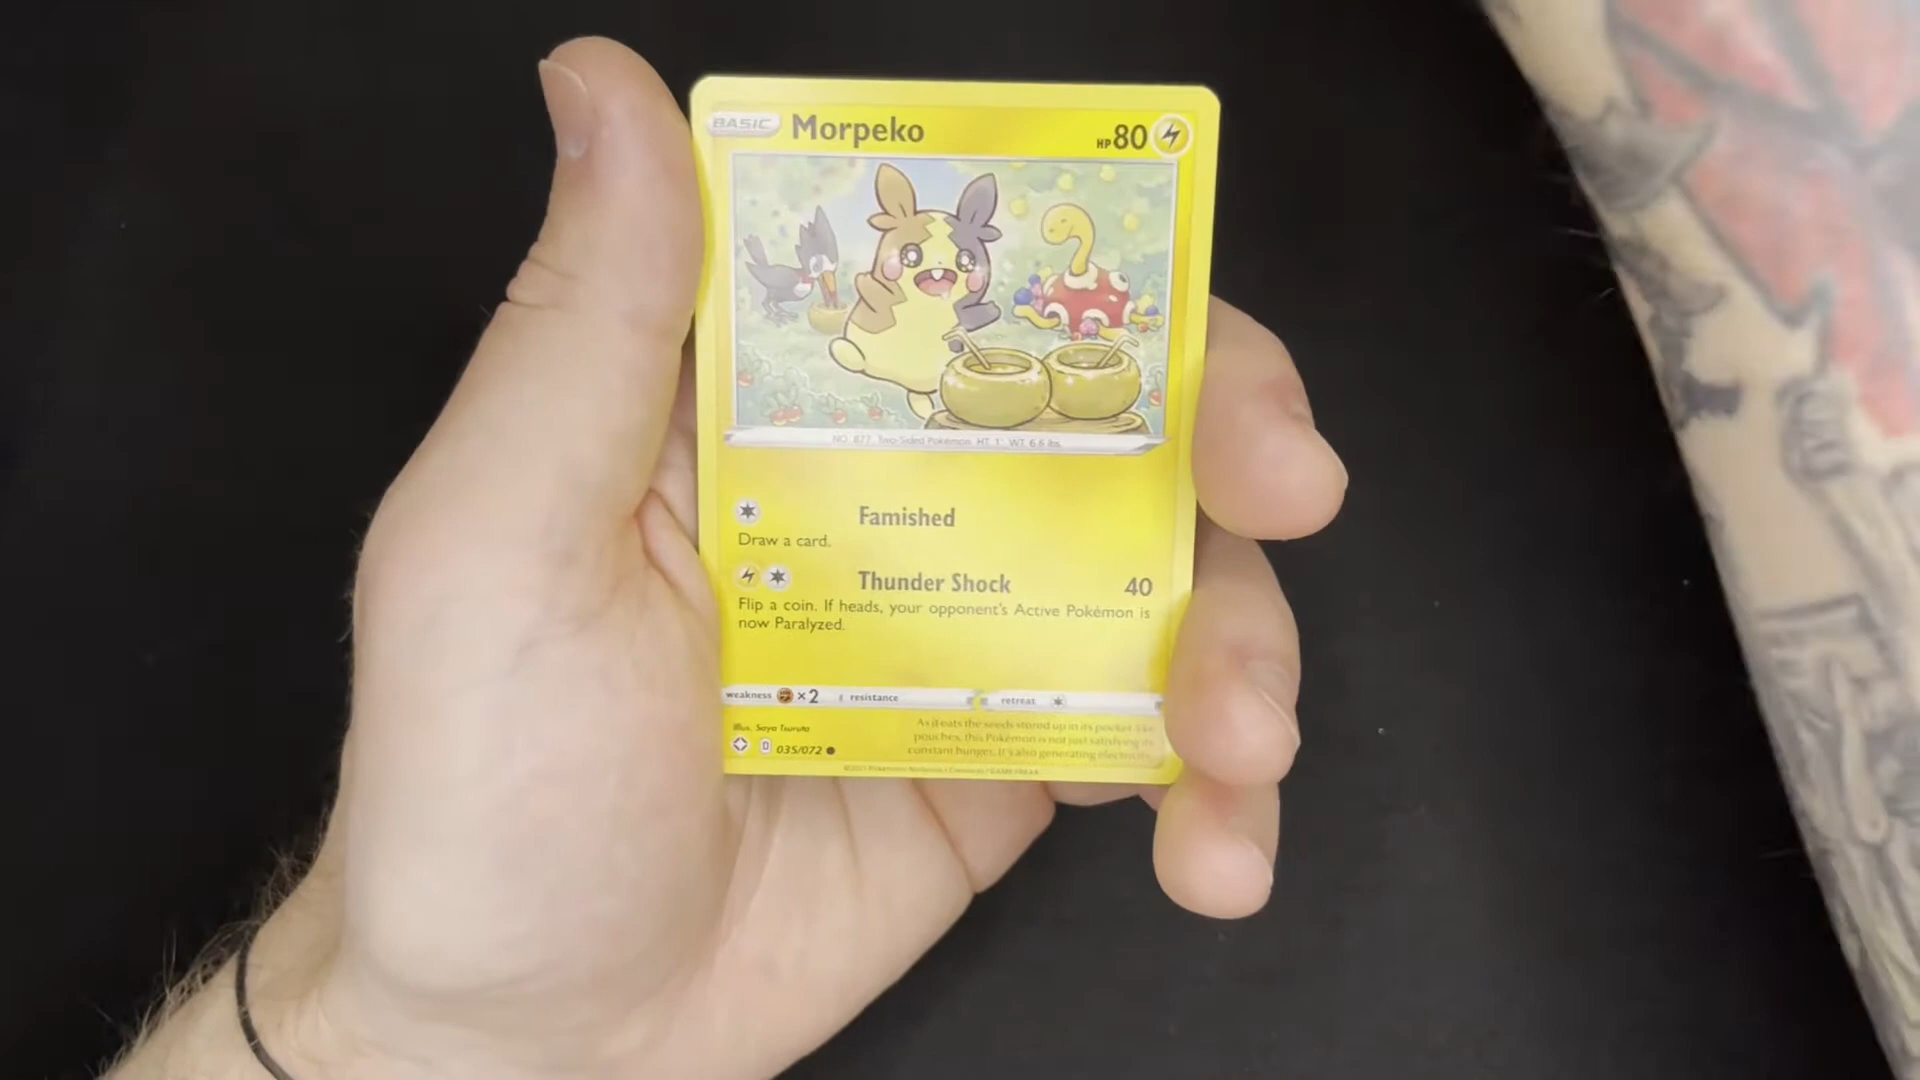 BASIC Morpeko HP 80
NO. 877 Two-Sided Pokémon HT: 1' WT: 6.6 lbs.
Famished
Draw a card.
Thunder Shock 40
Flip a coin. If heads, your opponent's Active Pokémon is
now Paralyzed.
weakness ×2 resistance retreat
Illus. Saya Tsuruta
As it eats the seeds stored up in its pocket-like
pouches, this Pokémon is not just satisfying its
constant hunger. It's also generating electricity.
D 035/072